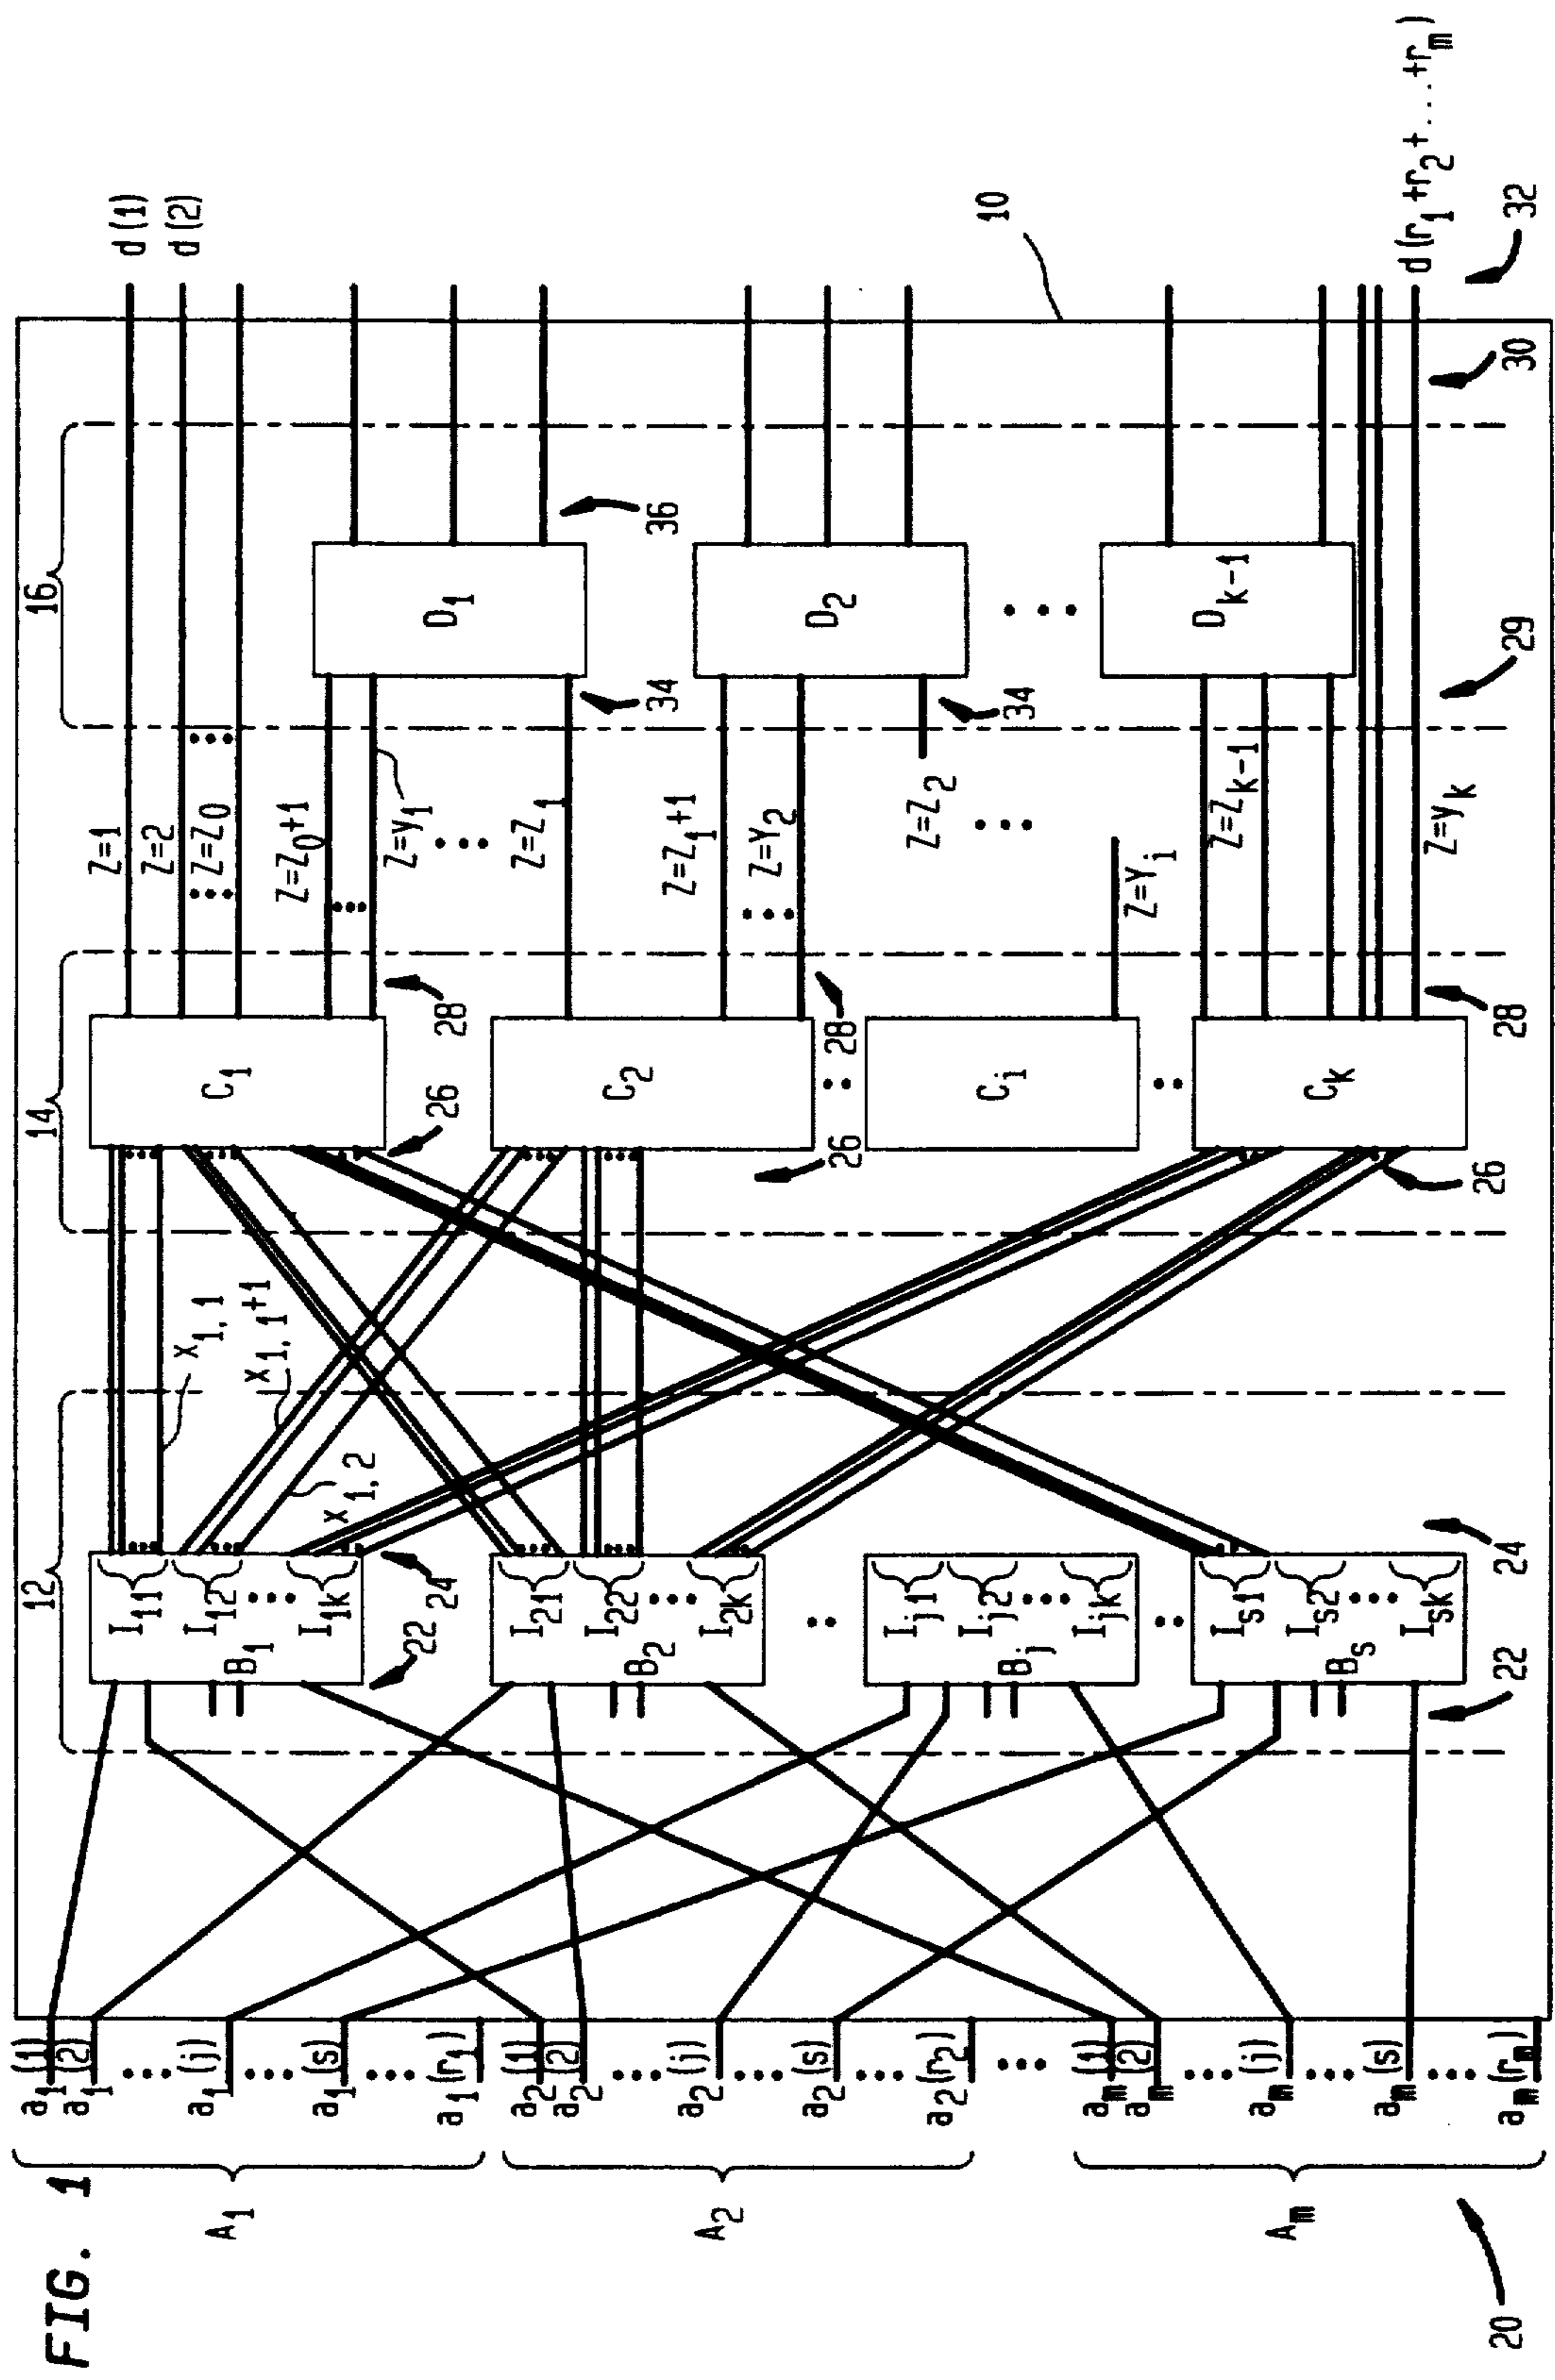 FIG. 1
20
A1
A2
Am
a1(1)
a1(2)
a1(j)
a1(s)
a1(r1)
a2(1)
a2(2)
a2(j)
a2(s)
a2(r2)
am(1)
am(2)
am(j)
am(s)
am(rm)
12
22
22
B1
B2
Bj
Bs
I11
I12
I1k
I21
I22
I2k
Ij1
Ij2
Ijk
Is1
Is2
Isk
24
24
x1,1
x1,1+1
x1,2
14
26
26
26
C1
C2
Ci
Ck
28
28
28
Z=1
Z=2
Z=Z0
Z=Z0+1
Z=y1
Z=Z1
Z=Z1+1
Z=Y2
Z=Z2
Z=Yi
Z=Zk-1
Z=yk
29
16
34
34
D1
D2
Dk-1
36
30
10
32
d(1)
d(2)
d(r1+r2+...+rm)